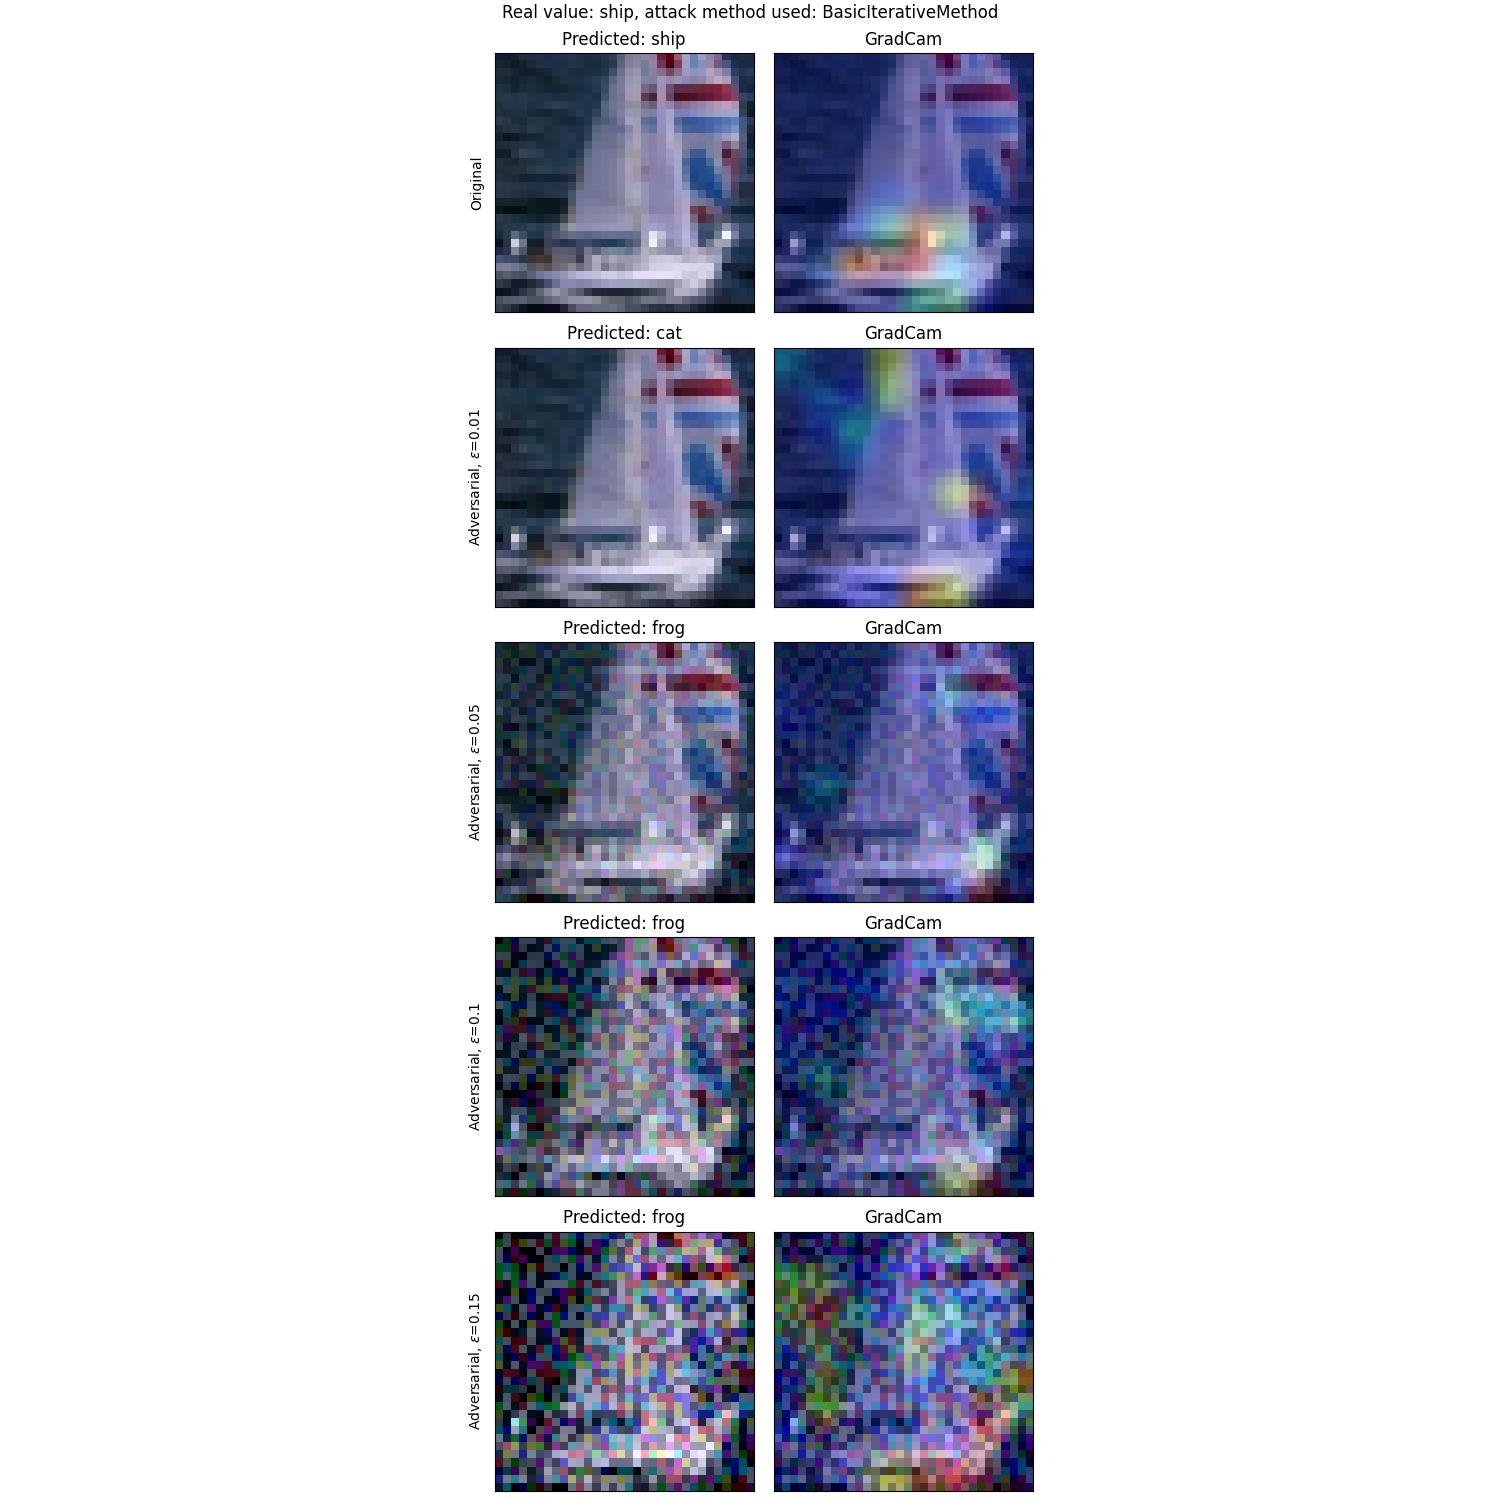 Real value: ship, attack method used: BasicIterativeMethod
Predicted: ship
GradCam
Original
Predicted: cat
GradCam
Adversarial, ε=0.01
Predicted: frog
GradCam
Adversarial, ε=0.05
Predicted: frog
GradCam
Adversarial, ε=0.1
Predicted: frog
GradCam
Adversarial, ε=0.15